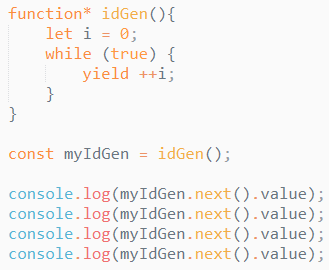 function* idGen(){
    let i = 0;
    while (true) {
        yield ++i;
    }
}

const myIdGen = idGen();

console.log(myIdGen.next().value);
console.log(myIdGen.next().value);
console.log(myIdGen.next().value);
console.log(myIdGen.next().value);